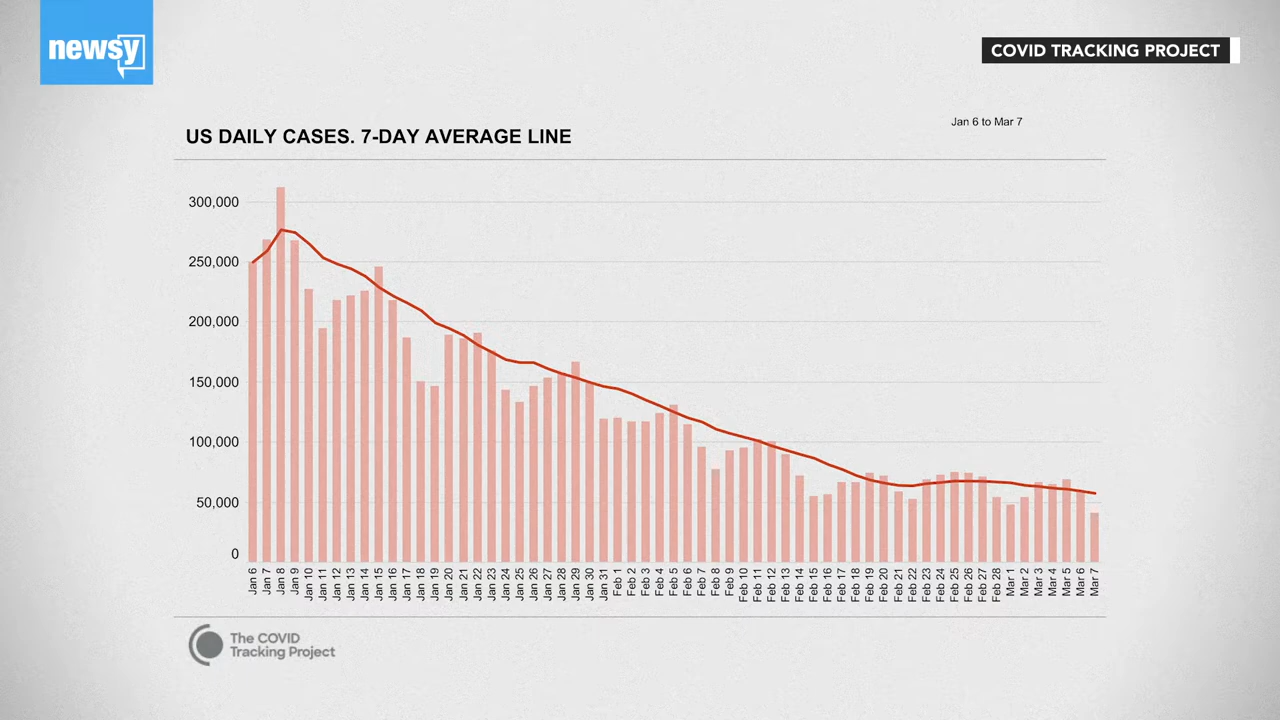 newsy
COVID TRACKING PROJECT
Jan 6 to Mar 7
US DAILY CASES. 7-DAY AVERAGE LINE
300,000
250,000
200,000
150,000
100,000
50,000
0
Jan 6
Jan 7
Jan 8
Jan 9
Jan 10
Jan 11
Jan 12
Jan 13
Jan 14
Jan 15
Jan 16
Jan 17
Jan 18
Jan 19
Jan 20
Jan 21
Jan 22
Jan 23
Jan 24
Jan 25
Jan 26
Jan 27
Jan 28
Jan 29
Jan 30
Jan 31
Feb 1
Feb 2
Feb 3
Feb 4
Feb 5
Feb 6
Feb 7
Feb 8
Feb 9
Feb 10
Feb 11
Feb 12
Feb 13
Feb 14
Feb 15
Feb 16
Feb 17
Feb 18
Feb 19
Feb 20
Feb 21
Feb 22
Feb 23
Feb 24
Feb 25
Feb 26
Feb 27
Feb 28
Mar 1
Mar 2
Mar 3
Mar 4
Mar 5
Mar 6
Mar 7
The COVID
Tracking Project